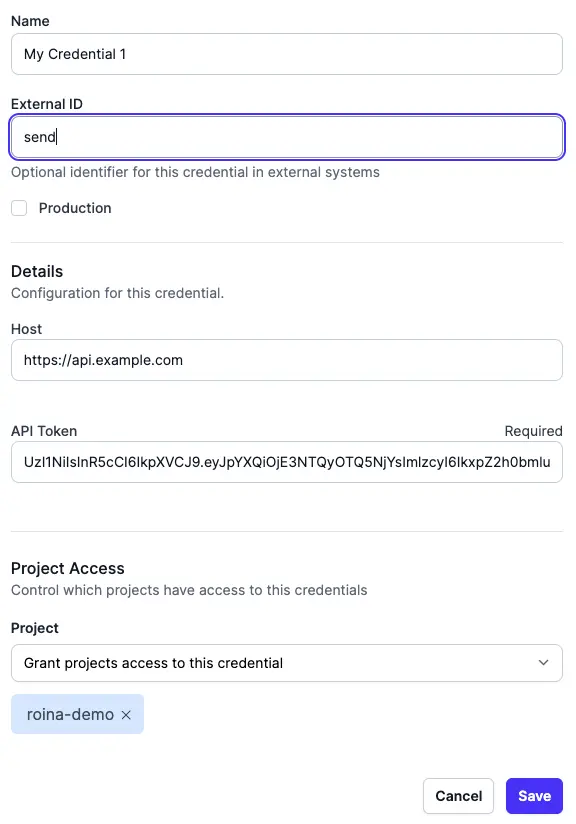 Name
My Credential 1
External ID
send
Optional identifier for this credential in external systems
Production
Details
Configuration for this credential.
Host
https://api.example.com
API Token Required
UzI1NiIsInR5cCI6IkpXVCJ9.eyJpYXQiOjE3NTQyOTQ5NjYsImlzcyI6IkxpZ2h0bmlu
Project Access
Control which projects have access to this credentials
Project
Grant projects access to this credential
roina-demo ×
Cancel Save